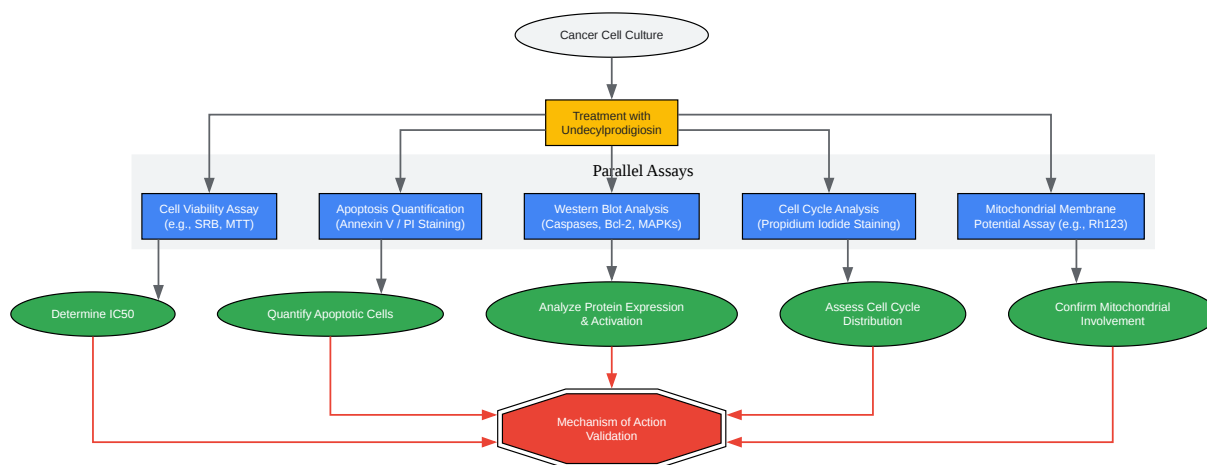 Cancer Cell Culture
Treatment with
Undecylprodigiosin
Parallel Assays
Cell Viability Assay
(e.g., SRB, MTT)
Apoptosis Quantification
(Annexin V / PI Staining)
Western Blot Analysis
(Caspases, Bcl-2, MAPKs)
Cell Cycle Analysis
(Propidium Iodide Staining)
Mitochondrial Membrane
Potential Assay (e.g., Rh123)
Determine IC50
Quantify Apoptotic Cells
Analyze Protein Expression
& Activation
Assess Cell Cycle
Distribution
Confirm Mitochondrial
Involvement
Mechanism of Action
Validation